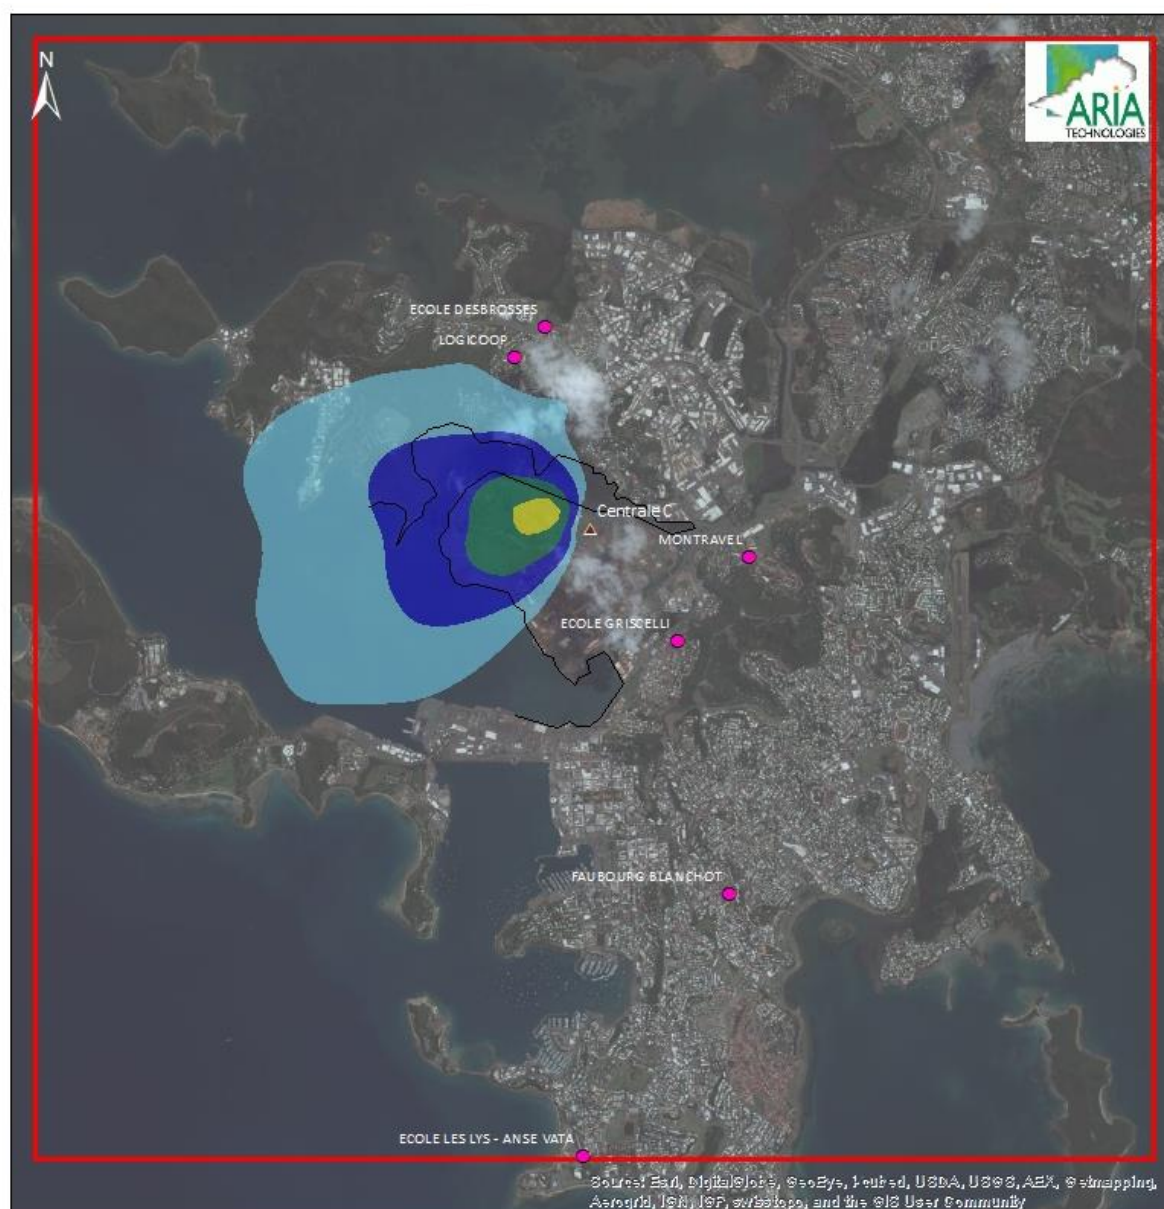 N
ARIA
TECHNOLOGIES
ECOLE DESBROSSES
LOGICOOP
Centrale C
MONTRAVEL
ECOLE GRISCELLI
FAUBOURG BLANCHOT
ECOLE LES LYS - ANSE VATA
Source: Esri, DigitalGlobe, GeoEye, i-cubed, USDA, USGS, AEX, Getmapping,
Aerogrid, IGN, IGP, swisstopo, and the GIS User Community